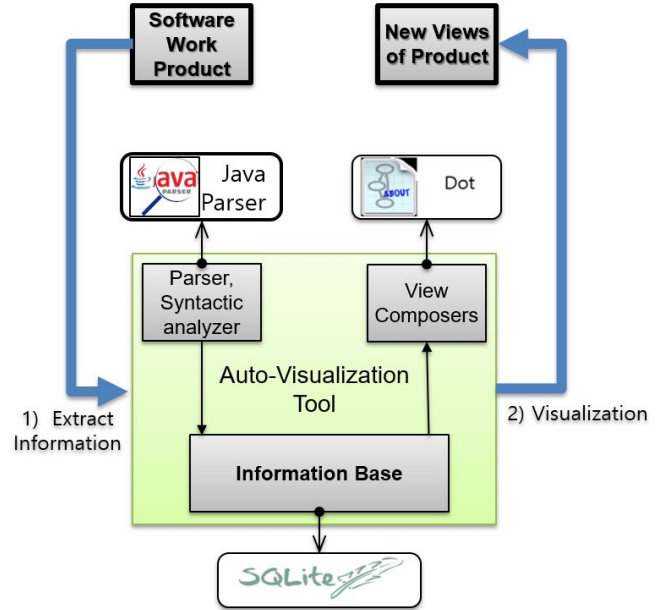 Software
Work
Product
New Views
of Product
Java
PARSER
Java
Parser
ABOUT
Dot
Parser,
Syntactic
analyzer
View
Composers
Auto-Visualization
Tool
1) Extract
Information
2) Visualization
Information Base
SQLite